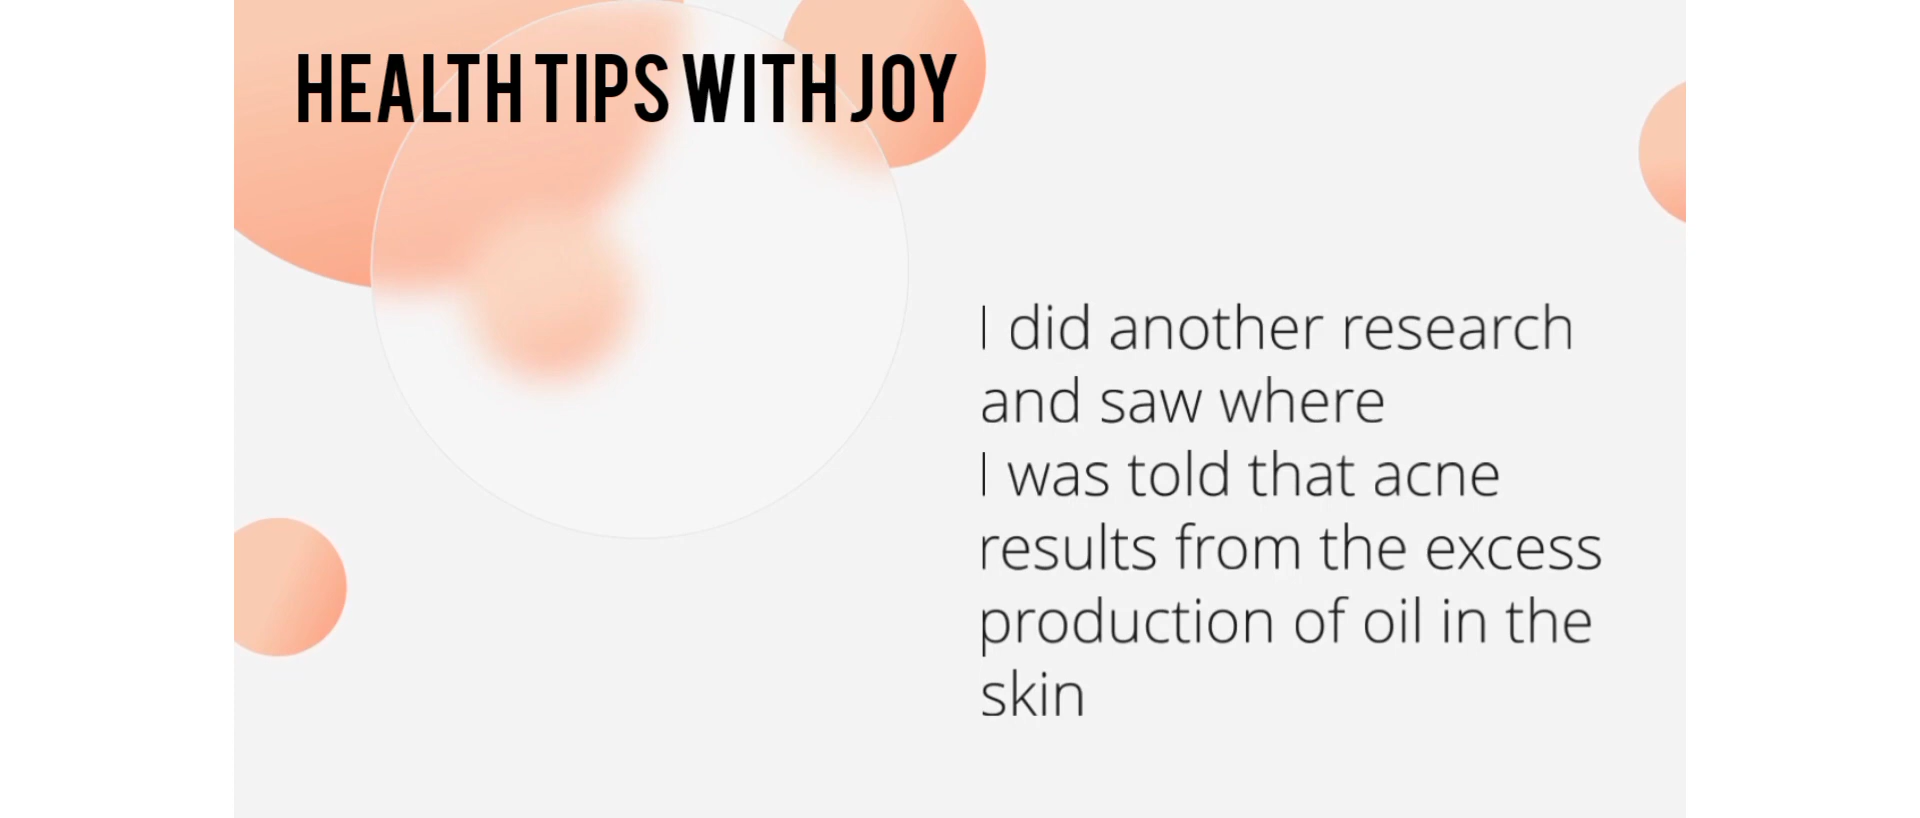 HEALTH TIPS WITH JOY
I did another research
and saw where
I was told that acne
results from the excess
production of oil in the
skin